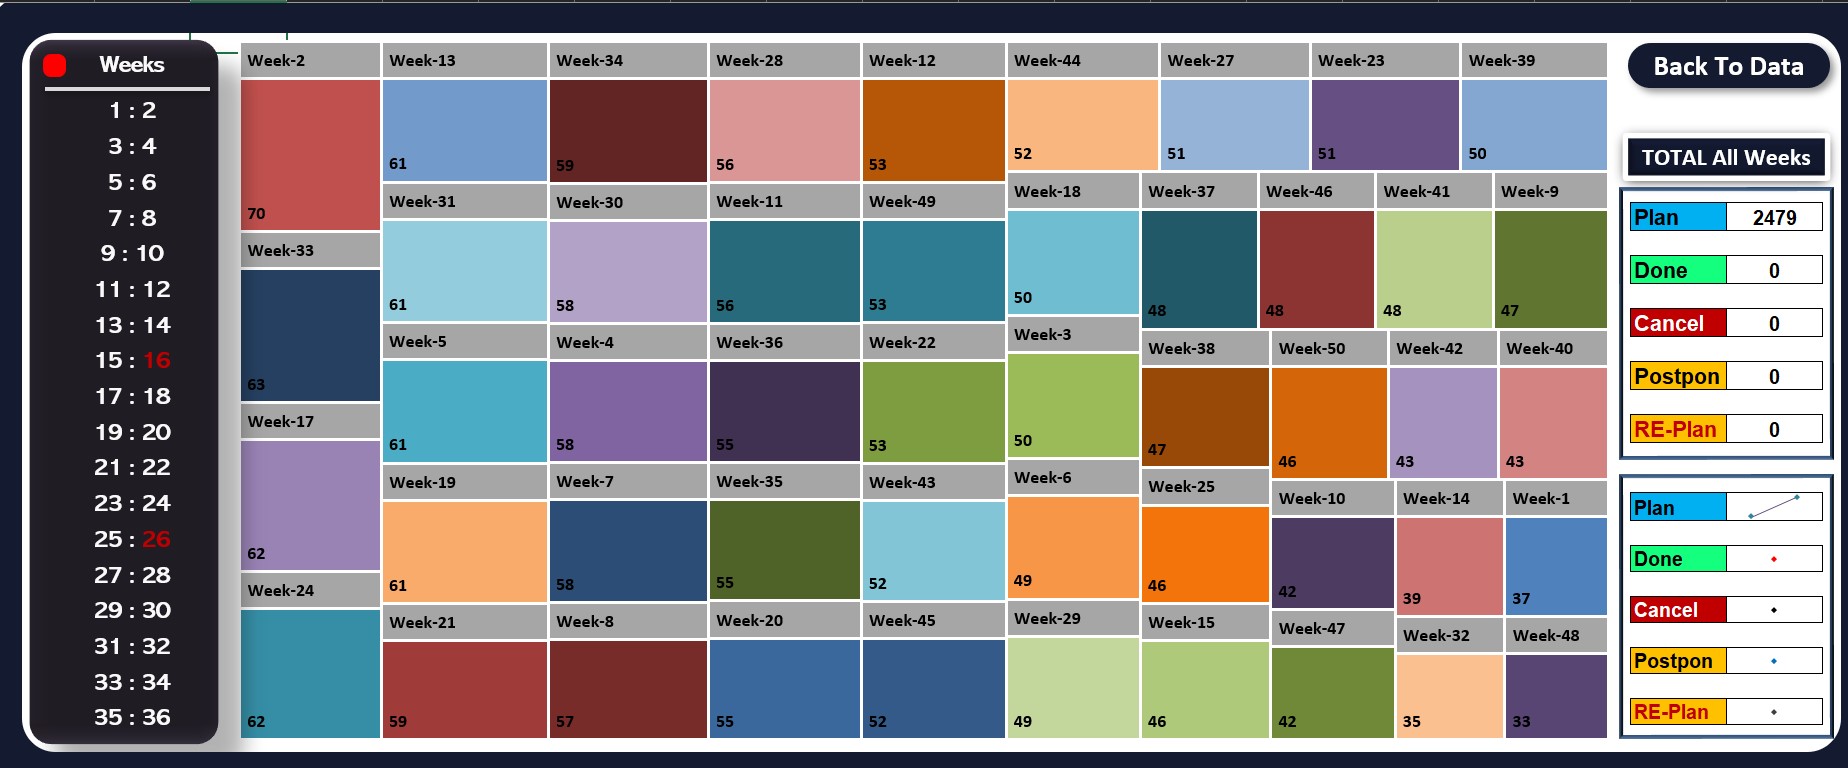 Weeks
1 : 2
3 : 4
5 : 6
7 : 8
9 : 10
11 : 12
13 : 14
15 : 16
17 : 18
19 : 20
21 : 22
23 : 24
25 : 26
27 : 28
29 : 30
31 : 32
33 : 34
35 : 36
Week-2
70
Week-33
63
Week-17
62
Week-24
62
Week-13
61
Week-31
61
Week-5
61
Week-19
61
Week-21
59
Week-34
59
Week-30
58
Week-4
58
Week-7
58
Week-8
57
Week-28
56
Week-11
56
Week-36
55
Week-35
55
Week-20
55
Week-12
53
Week-49
53
Week-22
53
Week-43
52
Week-45
52
Week-44
52
Week-27
51
Week-23
51
Week-39
50
Week-18
50
Week-3
50
Week-6
49
Week-29
49
Week-37
48
Week-46
48
Week-41
48
Week-9
47
Week-38
47
Week-25
46
Week-15
46
Week-50
46
Week-42
43
Week-40
43
Week-10
42
Week-47
42
Week-14
39
Week-1
37
Week-32
35
Week-48
33
Back To Data
TOTAL All Weeks
Plan 2479
Done 0
Cancel 0
Postpon 0
RE-Plan 0
Plan
Done
Cancel
Postpon
RE-Plan